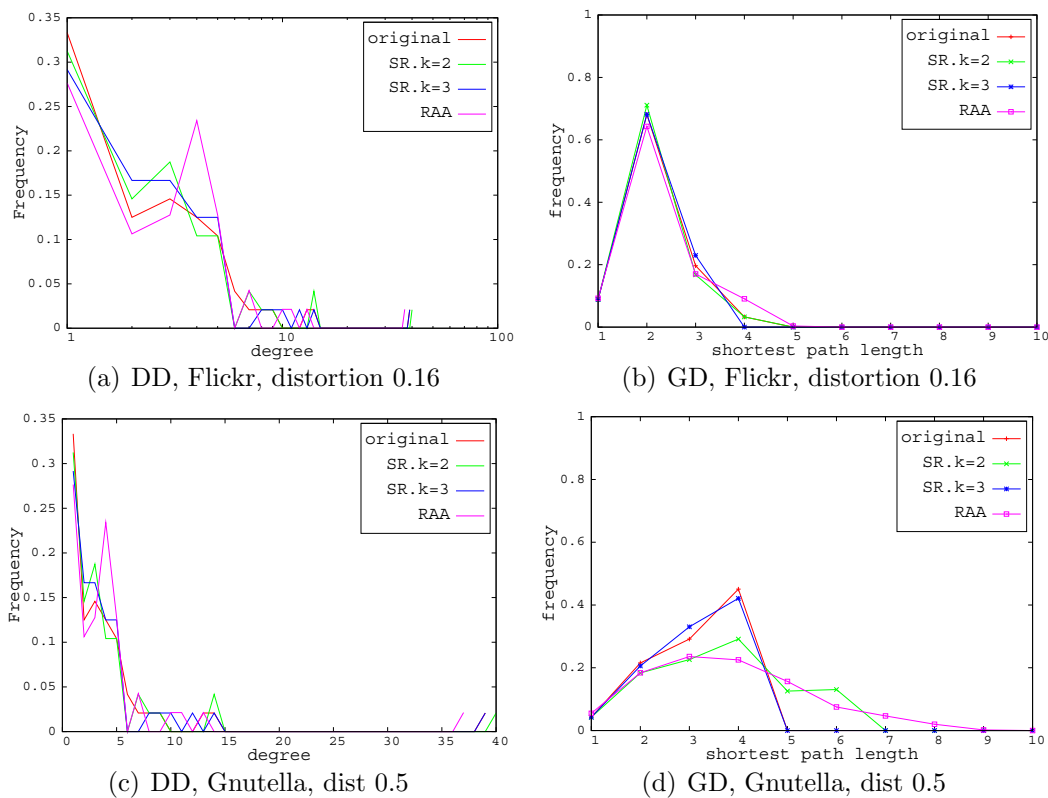 0.35
0.3
0.25
0.2
0.15
0.1
0.05
0
Frequency
1
10
100
degree
original
SR.k=2
SR.k=3
RAA
(a) DD, Flickr, distortion 0.16
1
0.8
0.6
0.4
0.2
0
frequency
1 2 3 4 5 6 7 8 9 10
shortest path length
original
SR.k=2
SR.k=3
RAA
(b) GD, Flickr, distortion 0.16
0.35
0.3
0.25
0.2
0.15
0.1
0.05
0
Frequency
0 5 10 15 20 25 30 35 40
degree
original
SR.k=2
SR.k=3
RAA
(c) DD, Gnutella, dist 0.5
1
0.8
0.6
0.4
0.2
0
frequency
1 2 3 4 5 6 7 8 9 10
shortest path length
original
SR.k=2
SR.k=3
RAA
(d) GD, Gnutella, dist 0.5